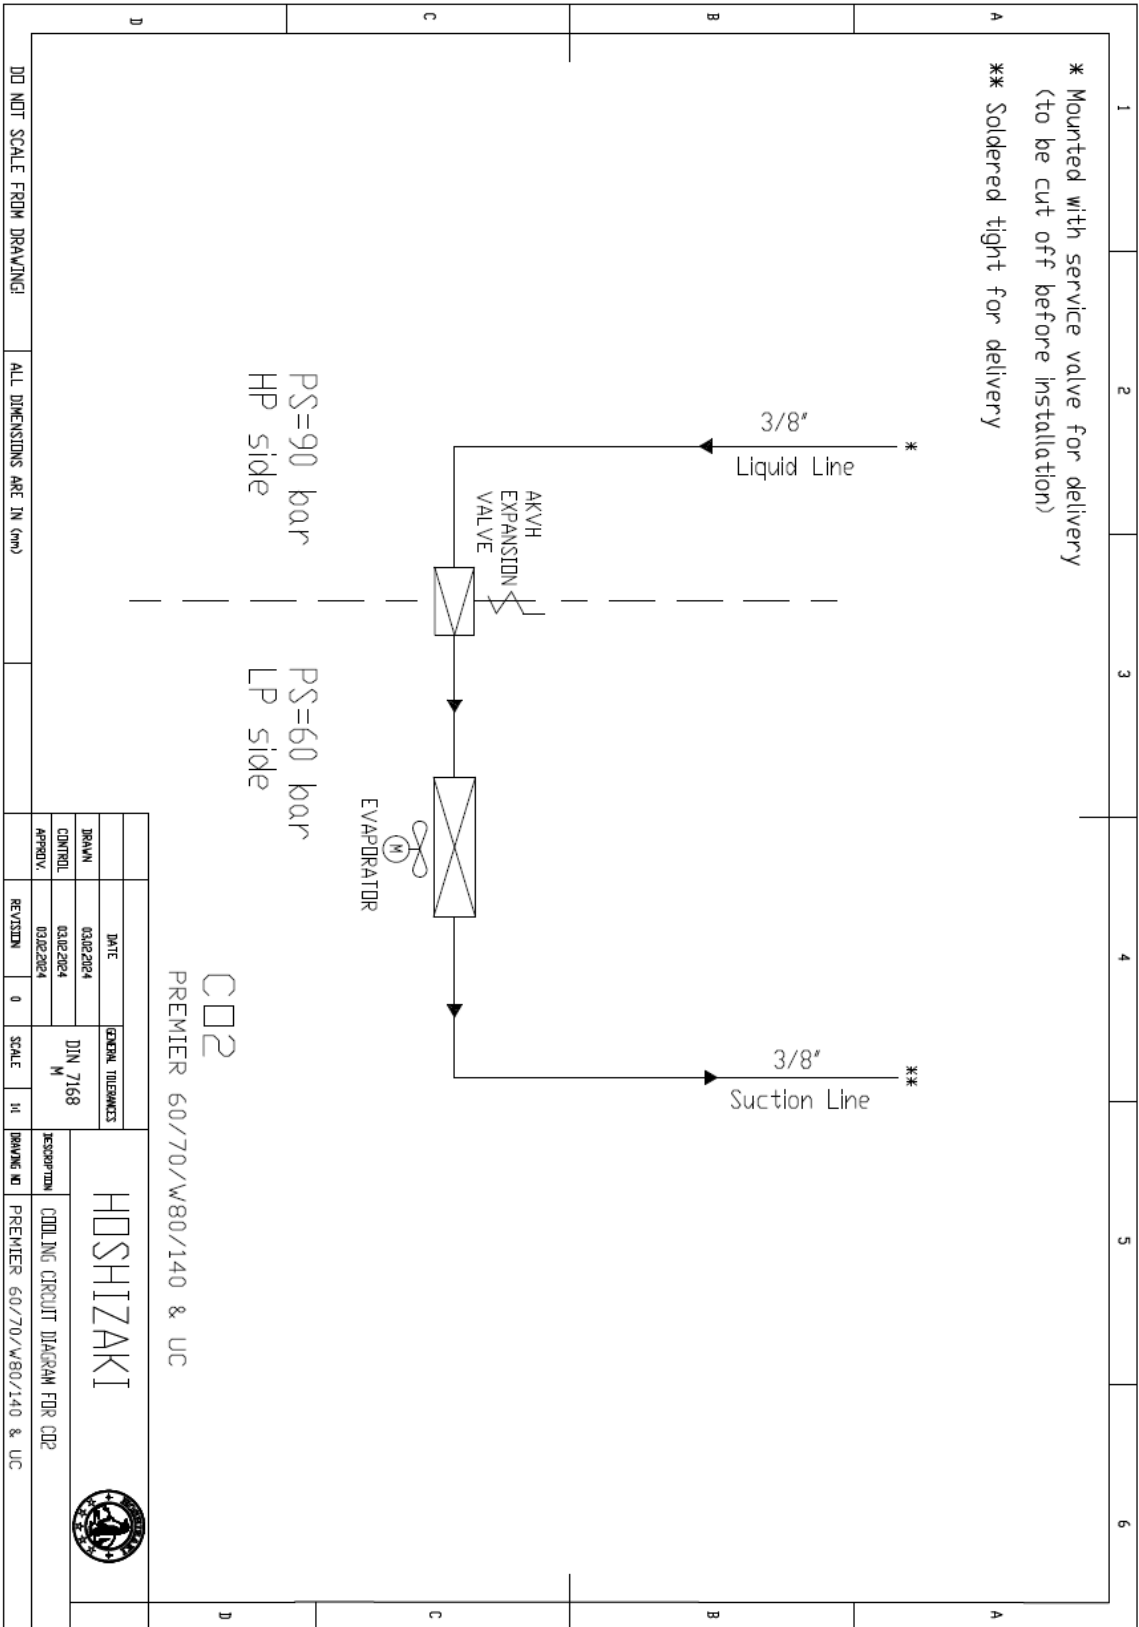 1
2
3
4
5
6
A
B
C
D
A
B
C
D
* Mounted with service valve for delivery
(to be cut off before installation)
** Soldered tight for delivery
*
3/8"
Liquid Line
AKVH
EXPANSION
VALVE
PS=90 bar
HP side
PS=60 bar
LP side
EVAPORATOR
M
**
3/8"
Suction Line
CO2
PREMIER 60/70/W80/140 & UC
DATE
GENERAL TOLERANCES
DRAWN
03.02.2024
CONTROL
03.02.2024
APPROV.
03.02.2024
DIN 7168
M
HOSHIZAKI
HOSHIZAKI
DESCRIPTION
COOLING CIRCUIT DIAGRAM FOR CO2
DO NOT SCALE FROM DRAWING!
ALL DIMENSIONS ARE IN (mm)
REVISION
0
SCALE
1:1
DRAWING NO
PREMIER 60/70/W80/140 & UC